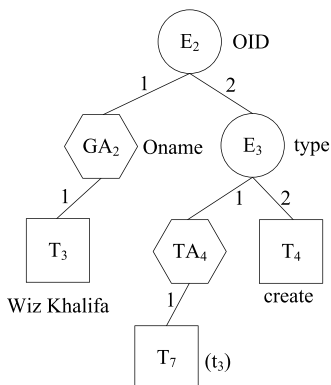 E₂ OID
1 2
GA₂ Oname E₃ type
1 1 2
T₃ TA₄ T₄
Wiz Khalifa 1 create
T₇ (t₃)